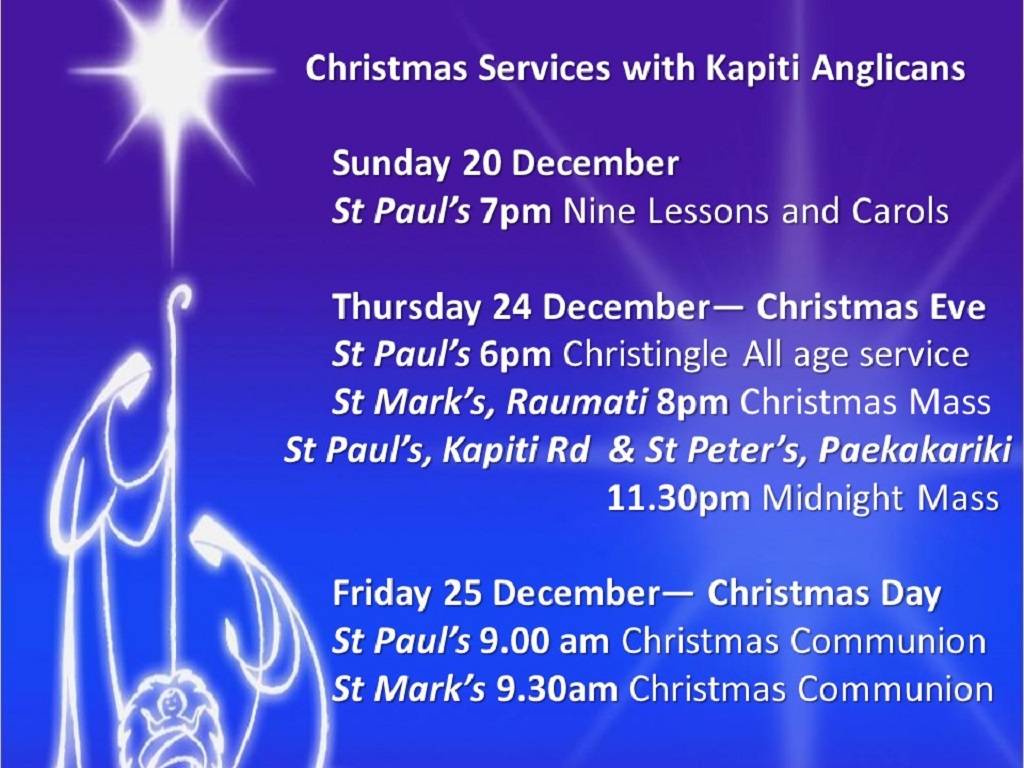 Christmas Services with Kapiti Anglicans
Sunday 20 December
St Paul's 7pm Nine Lessons and Carols
Thursday 24 December— Christmas Eve
St Paul's 6pm Christingle All age service
St Mark's, Raumati 8pm Christmas Mass
St Paul's, Kapiti Rd & St Peter's, Paekakariki
11.30pm Midnight Mass
Friday 25 December— Christmas Day
St Paul's 9.00 am Christmas Communion
St Mark's 9.30am Christmas Communion